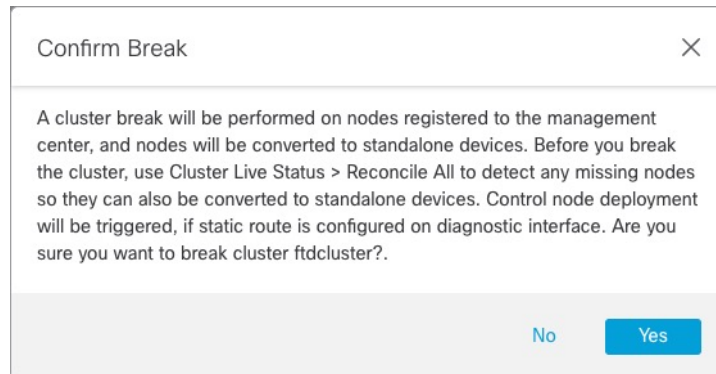 Confirm Break
A cluster break will be performed on nodes registered to the management
center, and nodes will be converted to standalone devices. Before you break
the cluster, use Cluster Live Status > Reconcile All to detect any missing nodes
so they can also be converted to standalone devices. Control node deployment
will be triggered, if static route is configured on diagnostic interface. Are you
sure you want to break cluster ftdcluster?.
No Yes